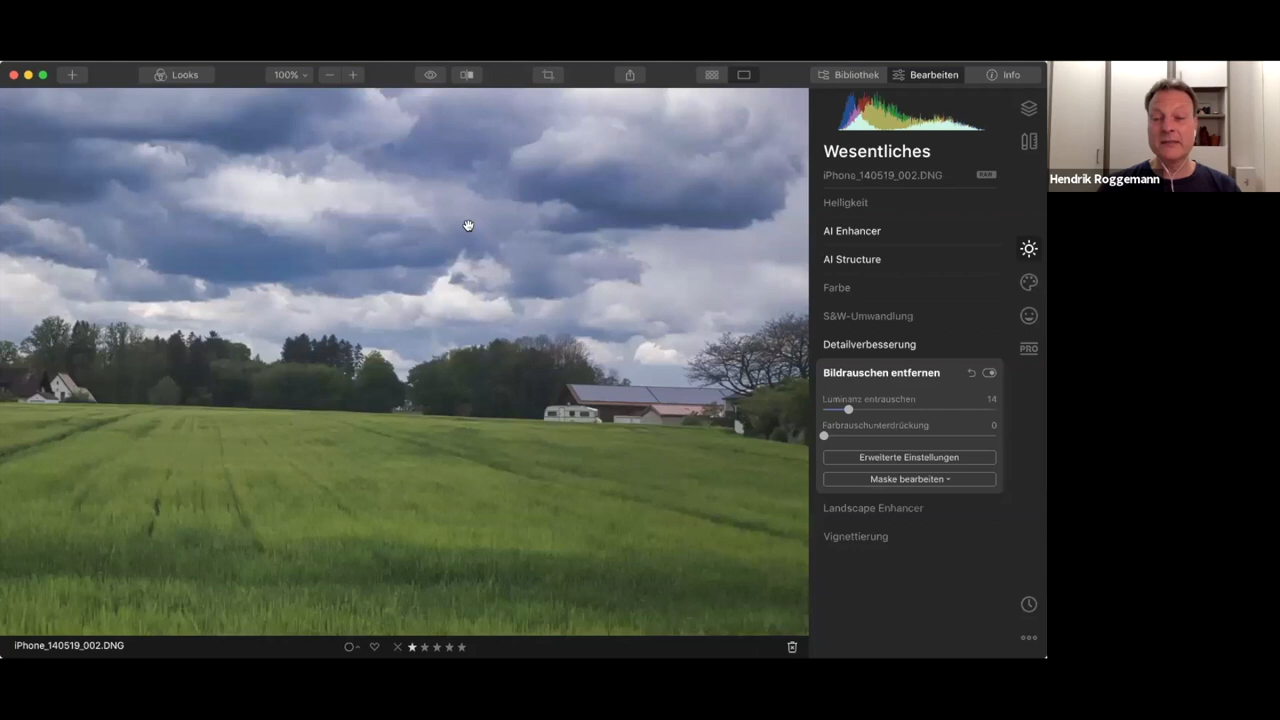 Looks
100%
Bibliothek
Bearbeiten
Info
Wesentliches
iPhone_140519_002.DNG
RAW
Helligkeit
AI Enhancer
AI Structure
Farbe
S&W-Umwandlung
Detailverbesserung
Bildrauschen entfernen
Luminanz entrauschen 14
Farbrauschunterdrückung 0
Erweiterte Einstellungen
Maske bearbeiten
Landscape Enhancer
Vignettierung
PRO
iPhone_140519_002.DNG
Hendrik Roggemann